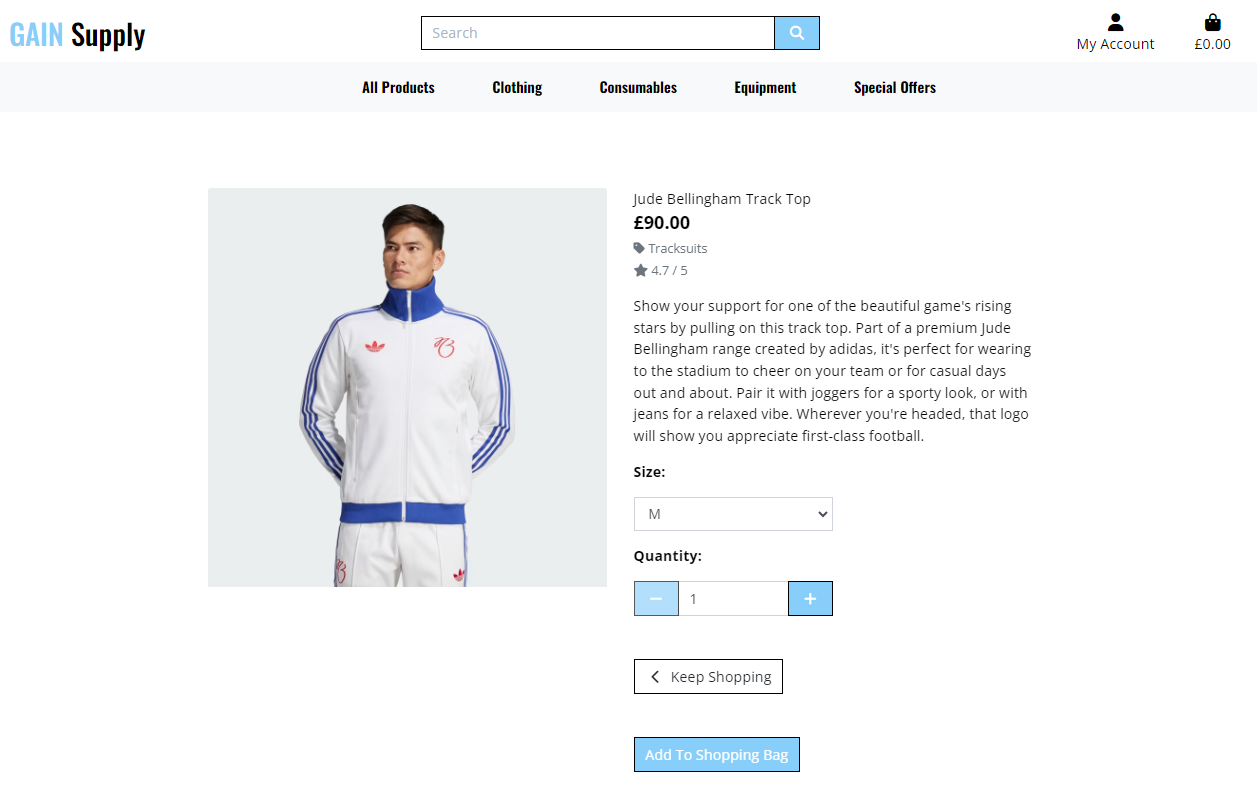 GAIN Supply
Search
My Account
£0.00
All Products
Clothing
Consumables
Equipment
Special Offers
Jude Bellingham Track Top
£90.00
Tracksuits
4.7 / 5
Show your support for one of the beautiful game's rising
stars by pulling on this track top. Part of a premium Jude
Bellingham range created by adidas, it's perfect for wearing
to the stadium to cheer on your team or for casual days
out and about. Pair it with joggers for a sporty look, or with
jeans for a relaxed vibe. Wherever you're headed, that logo
will show you appreciate first-class football.
Size:
M
Quantity:
1
Keep Shopping
Add To Shopping Bag